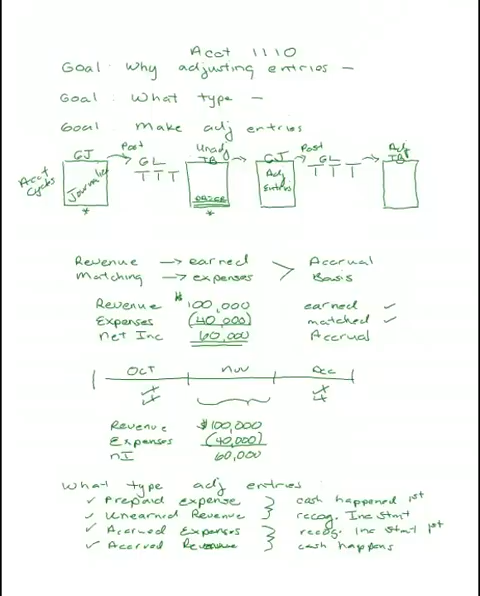 Acct 1110
Goal: Why adjusting entries —
Goal: What type —
Goal: Make adj entries
Acct Cycles
GJ Post GL Unadj TB GJ Post GL Adj TB
Journalize Adj Entries
*
*
Revenue → earned > Accrual
Matching → expenses Basis
Revenue $100,000 earned ✓
Expenses (40,000) matched ✓
Net Inc 60,000 Accrual
OCT NOV Dec
Revenue $100,000
Expenses (40,000)
NI 60,000
What type adj entries:
✓ Prepaid expense } cash happened 1st
✓ Unearned Revenue } recog. Inc Stmt
✓ Accrued Expenses } recog. Inc Stmt 1st
✓ Accrued Revenue } cash happens